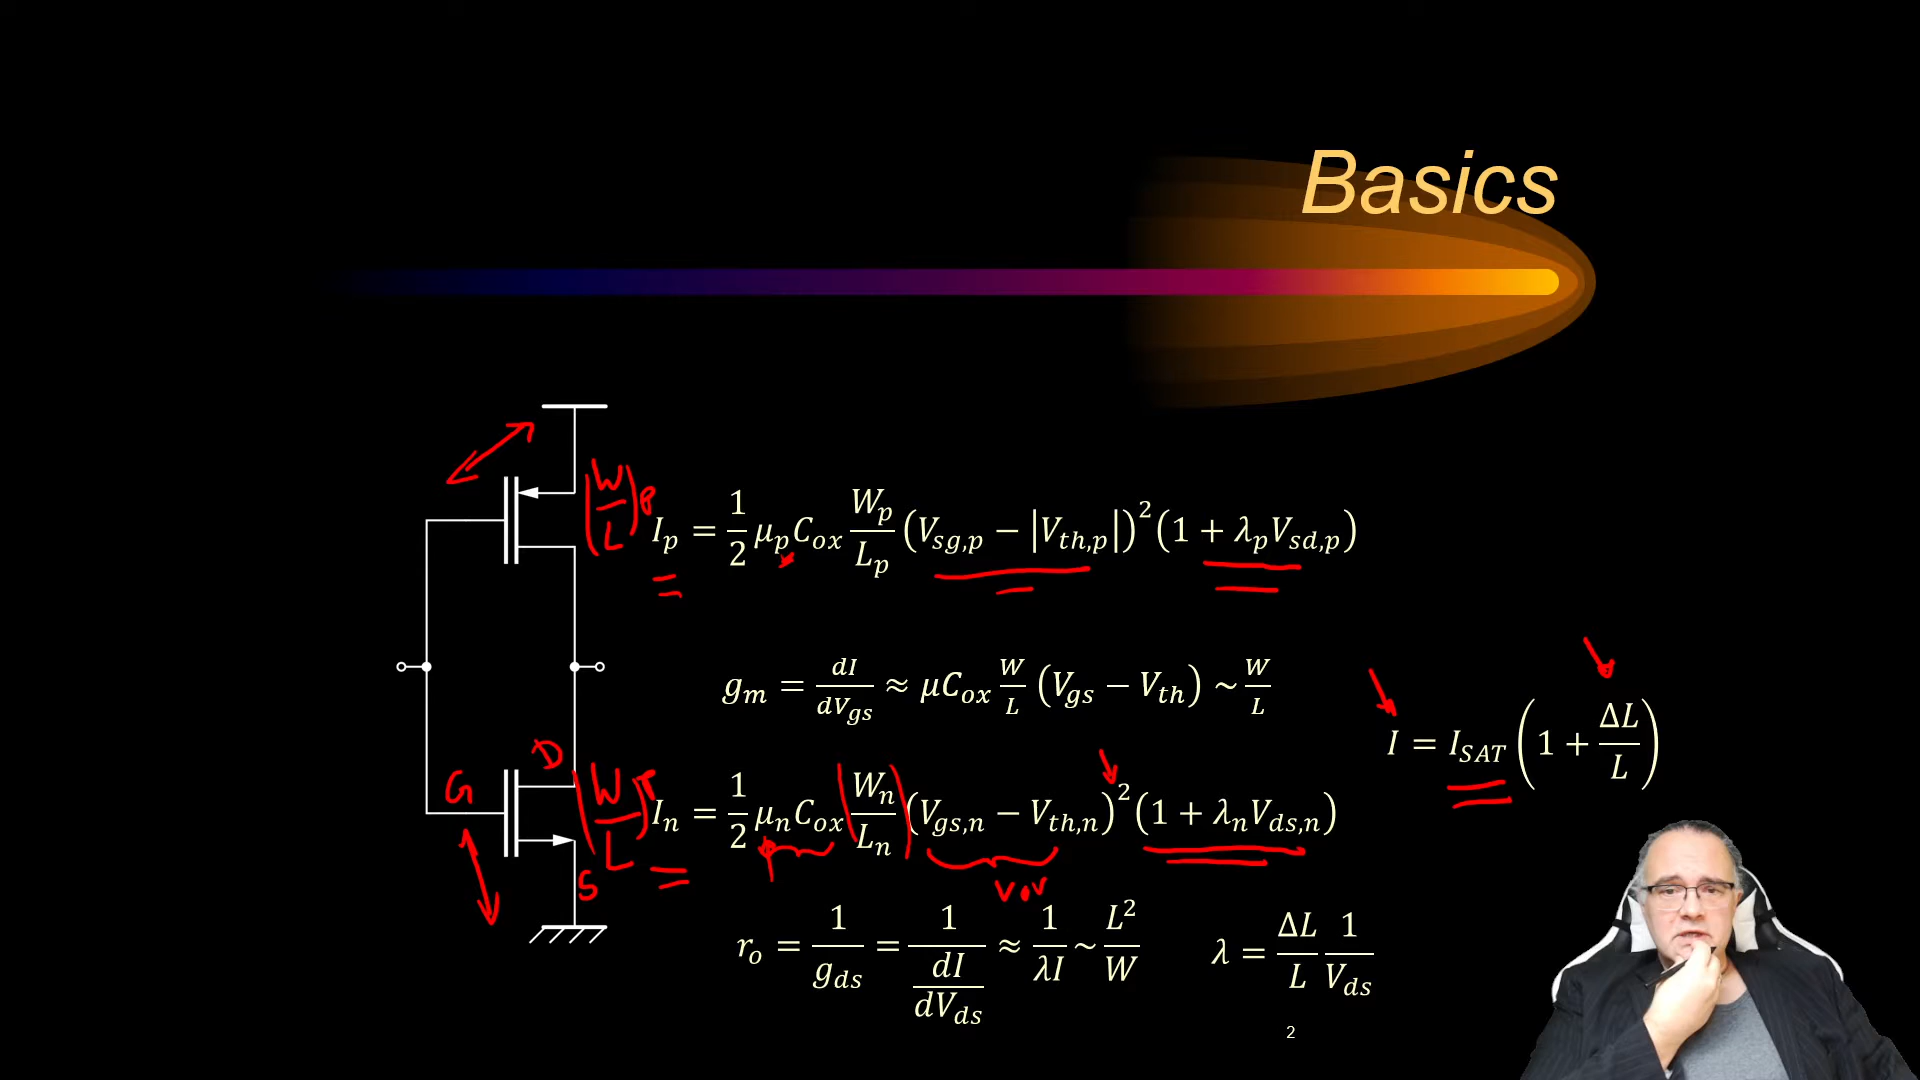 Basics
(W/L)P
I_p = 1/2 μ_p C_ox W_p/L_p (V_sg,p − |V_th,p|)^2 (1 + λ_p V_sd,p)
g_m = dI/dV_gs ≈ μC_ox W/L (V_gs − V_th) ~ W/L
I = I_SAT (1 + ΔL/L)
D
G
(W/L)
I_n = 1/2 μ_n C_ox (W_n/L_n) (V_gs,n − V_th,n)^2 (1 + λ_n V_ds,n)
S
vov
r_o = 1/g_ds = 1/(dI/dV_ds) ≈ 1/λI ~ L^2/W
λ = ΔL/L 1/V_ds
2